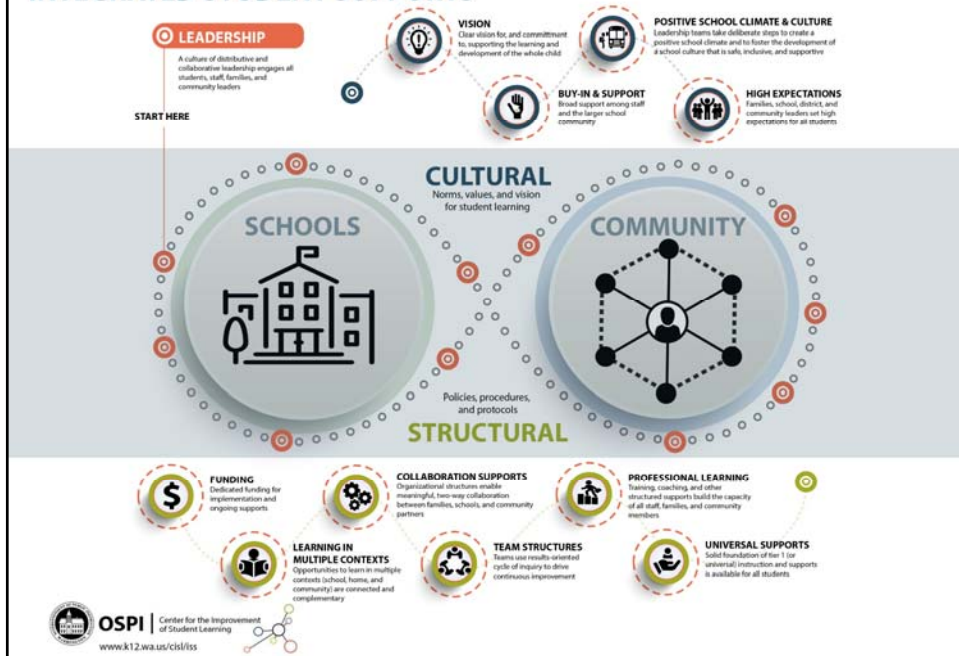 LEADERSHIP
A culture of distributive and
collaborative leadership engages all
students, staff, families, and
community leaders
START HERE
VISION
Clear vision for, and commitment
to, supporting the learning and
development of the whole child
BUY-IN & SUPPORT
Broad support among staff
and the larger school
community
POSITIVE SCHOOL CLIMATE & CULTURE
Leadership teams take deliberate steps to create a
positive school climate and to foster the development of
a school culture that is safe, inclusive, and supportive
HIGH EXPECTATIONS
Families, school, district, and
community leaders set high
expectations for all students
CULTURAL
Norms, values, and vision
for student learning
SCHOOLS
COMMUNITY
Policies, procedures,
and protocols
STRUCTURAL
FUNDING
Dedicated funding for
implementation and
ongoing supports
LEARNING IN
MULTIPLE CONTEXTS
Opportunities to learn in multiple
contexts (school, home, and
community) are connected and
complementary
COLLABORATION SUPPORTS
Organizational structures enable
meaningful, two-way collaboration
between families, schools, and community
partners
TEAM STRUCTURES
Teams use results-oriented
cycle of inquiry to drive
continuous improvement
PROFESSIONAL LEARNING
Training, coaching, and other
structured supports build the capacity
of all staff, families, and community
members
UNIVERSAL SUPPORTS
Solid foundation of tier 1 (or
univerial) instruction and supports
is available for all students
OSPI
Center for the Improvement
of Student Learning
www.k12.wa.us/cisl/iss